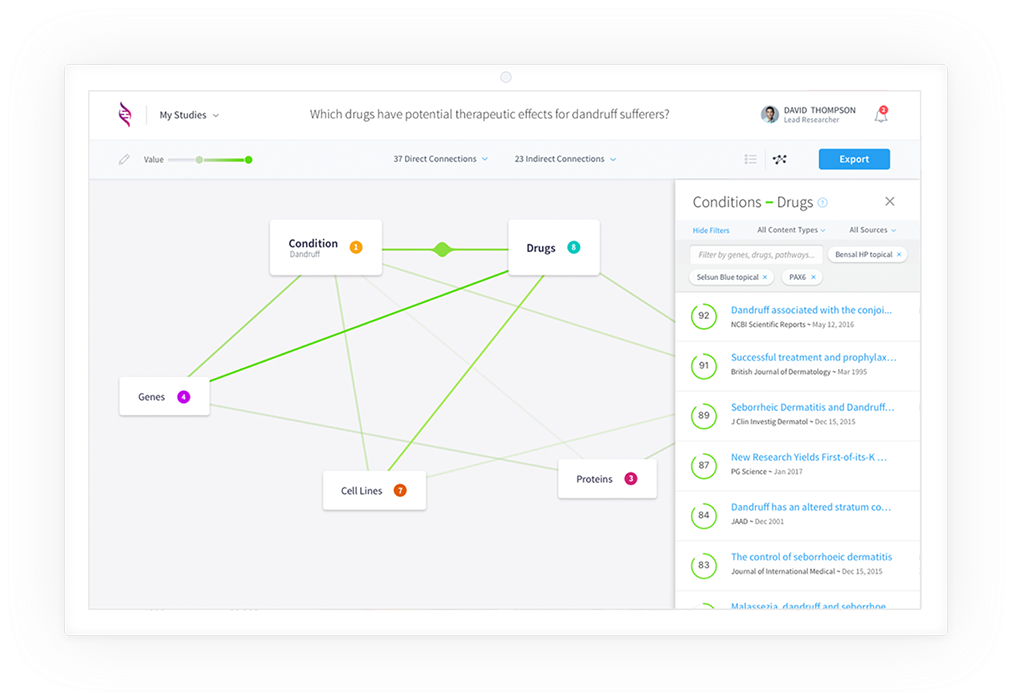 My Studies
Which drugs have potential therapeutic effects for dandruff sufferers?
DAVID THOMPSON
Lead Researcher
2
Value
37 Direct Connections
23 Indirect Connections
Export
Condition
Dandruff
1
Drugs
8
Genes
4
Cell Lines
7
Proteins
3
Conditions – Drugs ?
Hide Filters
All Content Types
All Sources
Filter by genes, drugs, pathways...
Bensal HP topical ×
Selsun Blue topical ×
PAX6 ×
92
Dandruff associated with the conjoi...
NCBI Scientific Reports ~ May 12, 2016
91
Successful treatment and prophylax...
British Journal of Dermatology ~ Mar 1995
89
Seborrheic Dermatitis and Dandruff...
J Clin Investig Dermatol ~ Dec 15, 2015
87
New Research Yields First-of-its-K ...
PG Science ~ Jan 2017
84
Dandruff has an altered stratum co...
JAAD ~ Dec 2001
83
The control of seborrhoeic dermatitis
Journal of International Medical ~ Dec 15, 2015
Malassezia, dandruff and seborrhoe